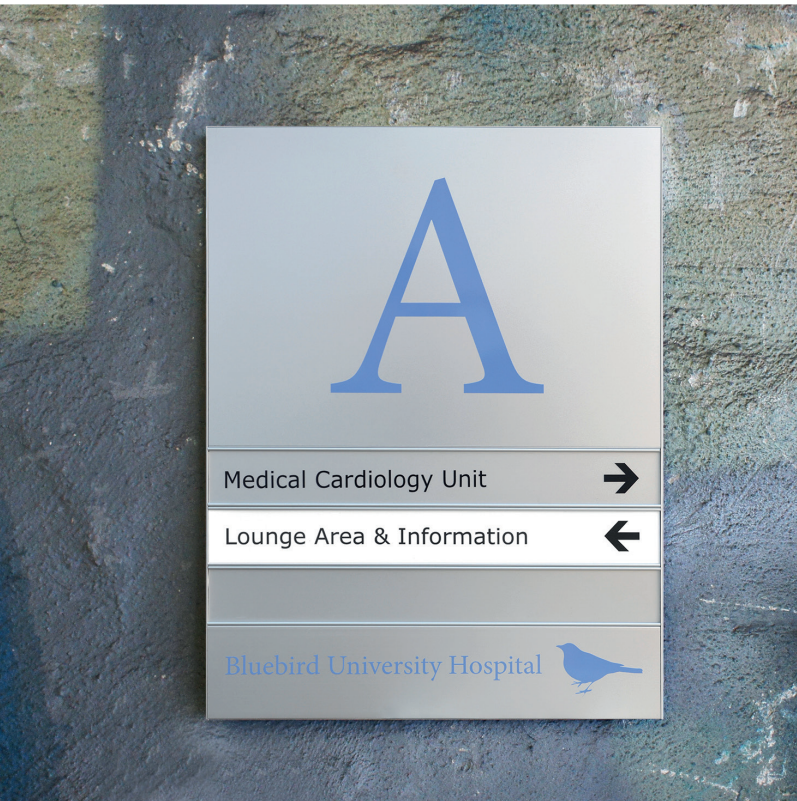 A
Medical Cardiology Unit →
Lounge Area & Information ←
Bluebird University Hospital